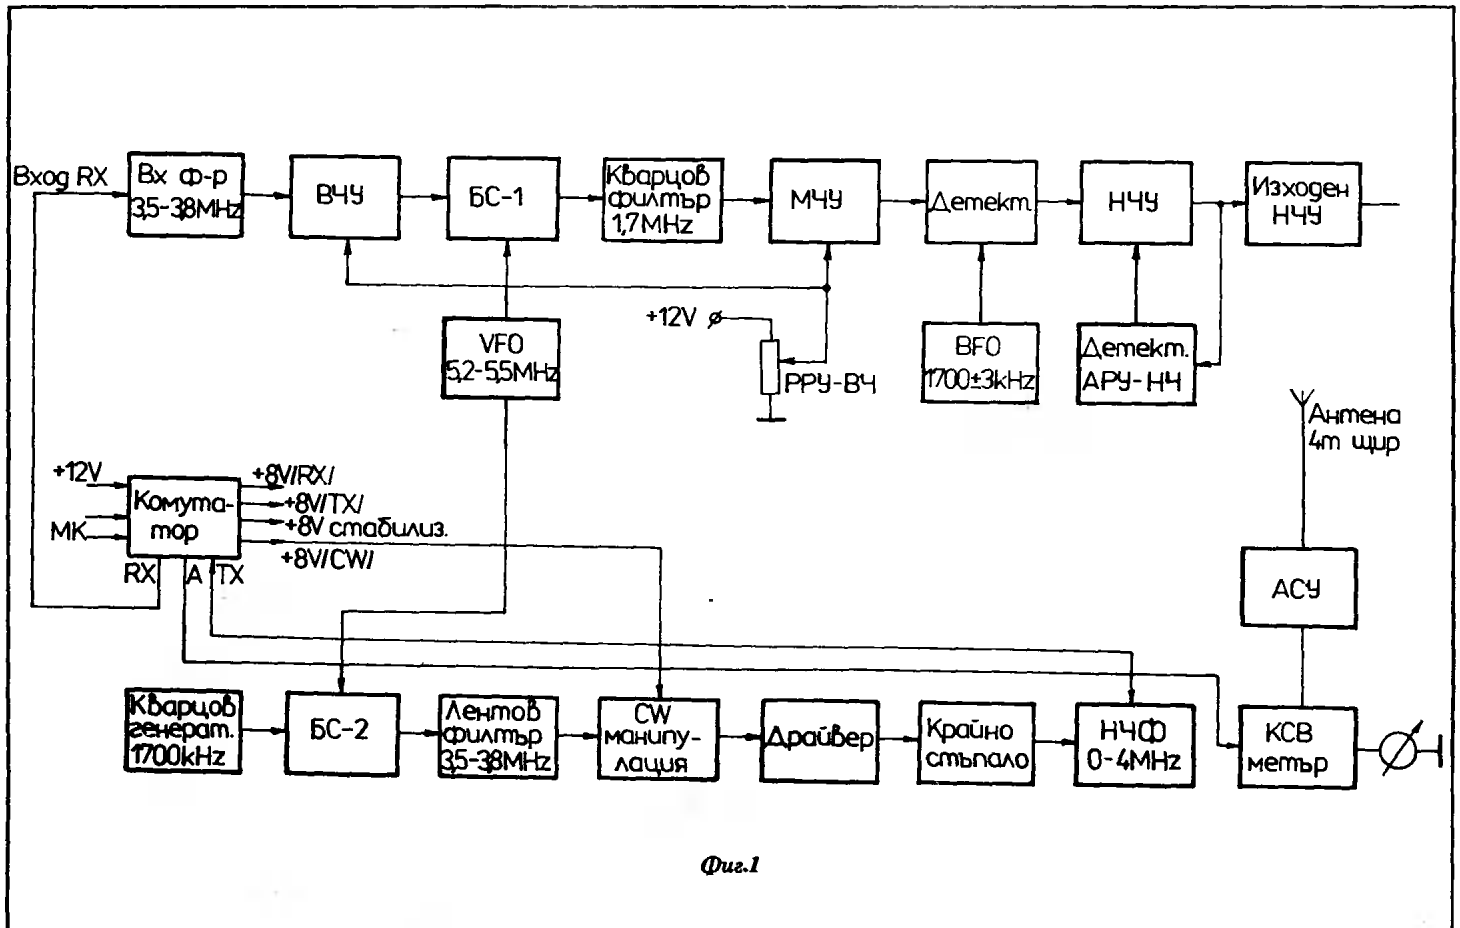 Вход RX
Вх Ф-р
3,5-3,8MHz
ВЧУ
БС-1
Кварцов
филтър
1,7MHz
МЧУ
Детект.
НЧУ
Изходен
НЧУ
VFO
5,2-5,5MHz
+12V
РРУ-ВЧ
BFO
1700±3kHz
Детект.
АРУ-НЧ
Антена
4m щир
+12V
МК
Комута-
тор
+8V/RX/
+8V/TX/
+8V стабилиз.
+8V/CW/
RX
A
TX
АСУ
Кварцов
генерат.
1700kHz
БС-2
Лентов
филтър
3,5-3,8MHz
CW
манипу-
лация
Драйвер
Крайно
стъпало
НЧФ
0-4MHz
КСВ
метър
Фиг.1